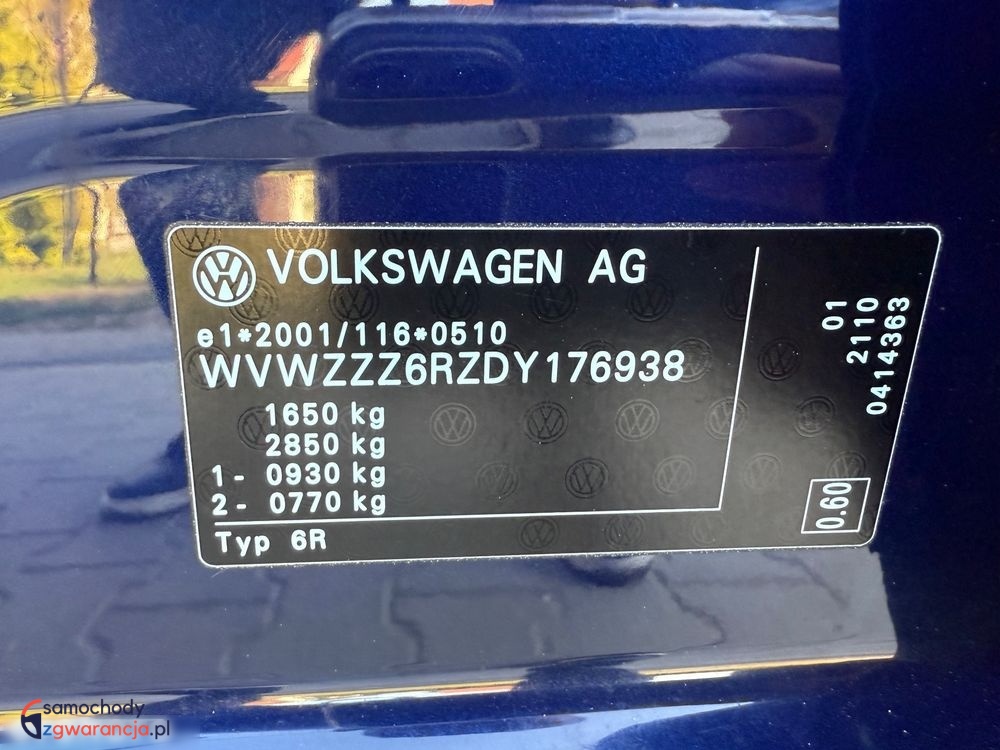 VOLKSWAGEN AG
e1*2001/116*0510
WVWZZZ6RZDY176938
1650 kg
2850 kg
1- 0930 kg
2- 0770 kg
Typ 6R
01
2110
0414363
0.60
samochody
zgwarancja.pl